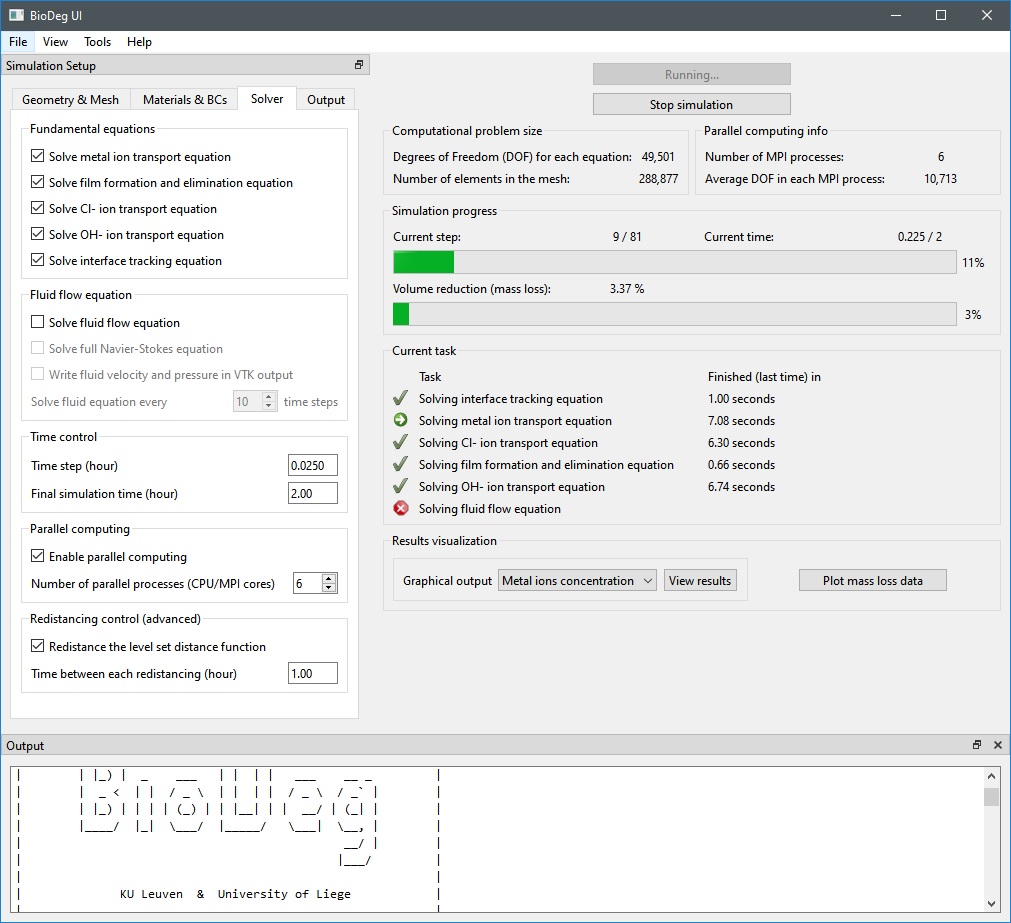 BioDeg UI
File View Tools Help
Simulation Setup
Geometry & Mesh
Materials & BCs
Solver
Output
Fundamental equations
Solve metal ion transport equation
Solve film formation and elimination equation
Solve Cl- ion transport equation
Solve OH- ion transport equation
Solve interface tracking equation
Fluid flow equation
Solve fluid flow equation
Solve full Navier-Stokes equation
Write fluid velocity and pressure in VTK output
Solve fluid equation every 10 time steps
Time control
Time step (hour) 0.0250
Final simulation time (hour) 2.00
Parallel computing
Enable parallel computing
Number of parallel processes (CPU/MPI cores) 6
Redistancing control (advanced)
Redistance the level set distance function
Time between each redistancing (hour) 1.00
Running...
Stop simulation
Computational problem size
Degrees of Freedom (DOF) for each equation: 49,501
Number of elements in the mesh: 288,877
Parallel computing info
Number of MPI processes: 6
Average DOF in each MPI process: 10,713
Simulation progress
Current step: 9 / 81 Current time: 0.225 / 2
11%
Volume reduction (mass loss): 3.37 %
3%
Current task
Task Finished (last time) in
Solving interface tracking equation 1.00 seconds
Solving metal ion transport equation 7.08 seconds
Solving Cl- ion transport equation 6.30 seconds
Solving film formation and elimination equation 0.66 seconds
Solving OH- ion transport equation 6.74 seconds
Solving fluid flow equation
Results visualization
Graphical output Metal ions concentration View results Plot mass loss data
Output
KU Leuven & University of Liege